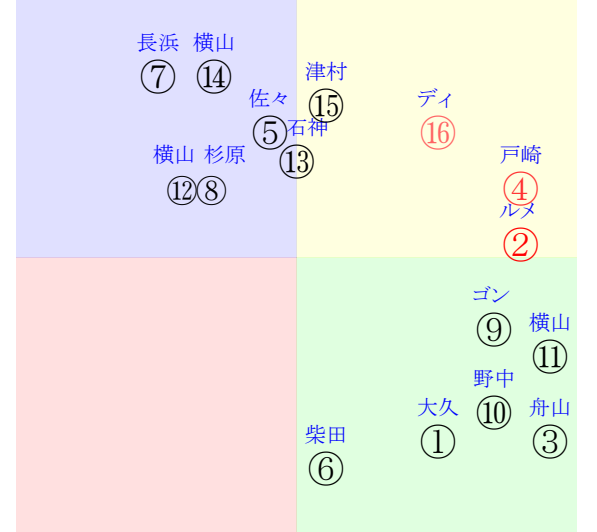 長浜 横山
⑦ ⑭
津村
⑮
佐々
⑤
ディ
⑯
石神
⑬
横山 杉原
⑫⑧
戸崎
④
ルメ
②
ゴン
⑨
横山
⑪
野中
⑩
大久
①
舟山
③
柴田
⑥